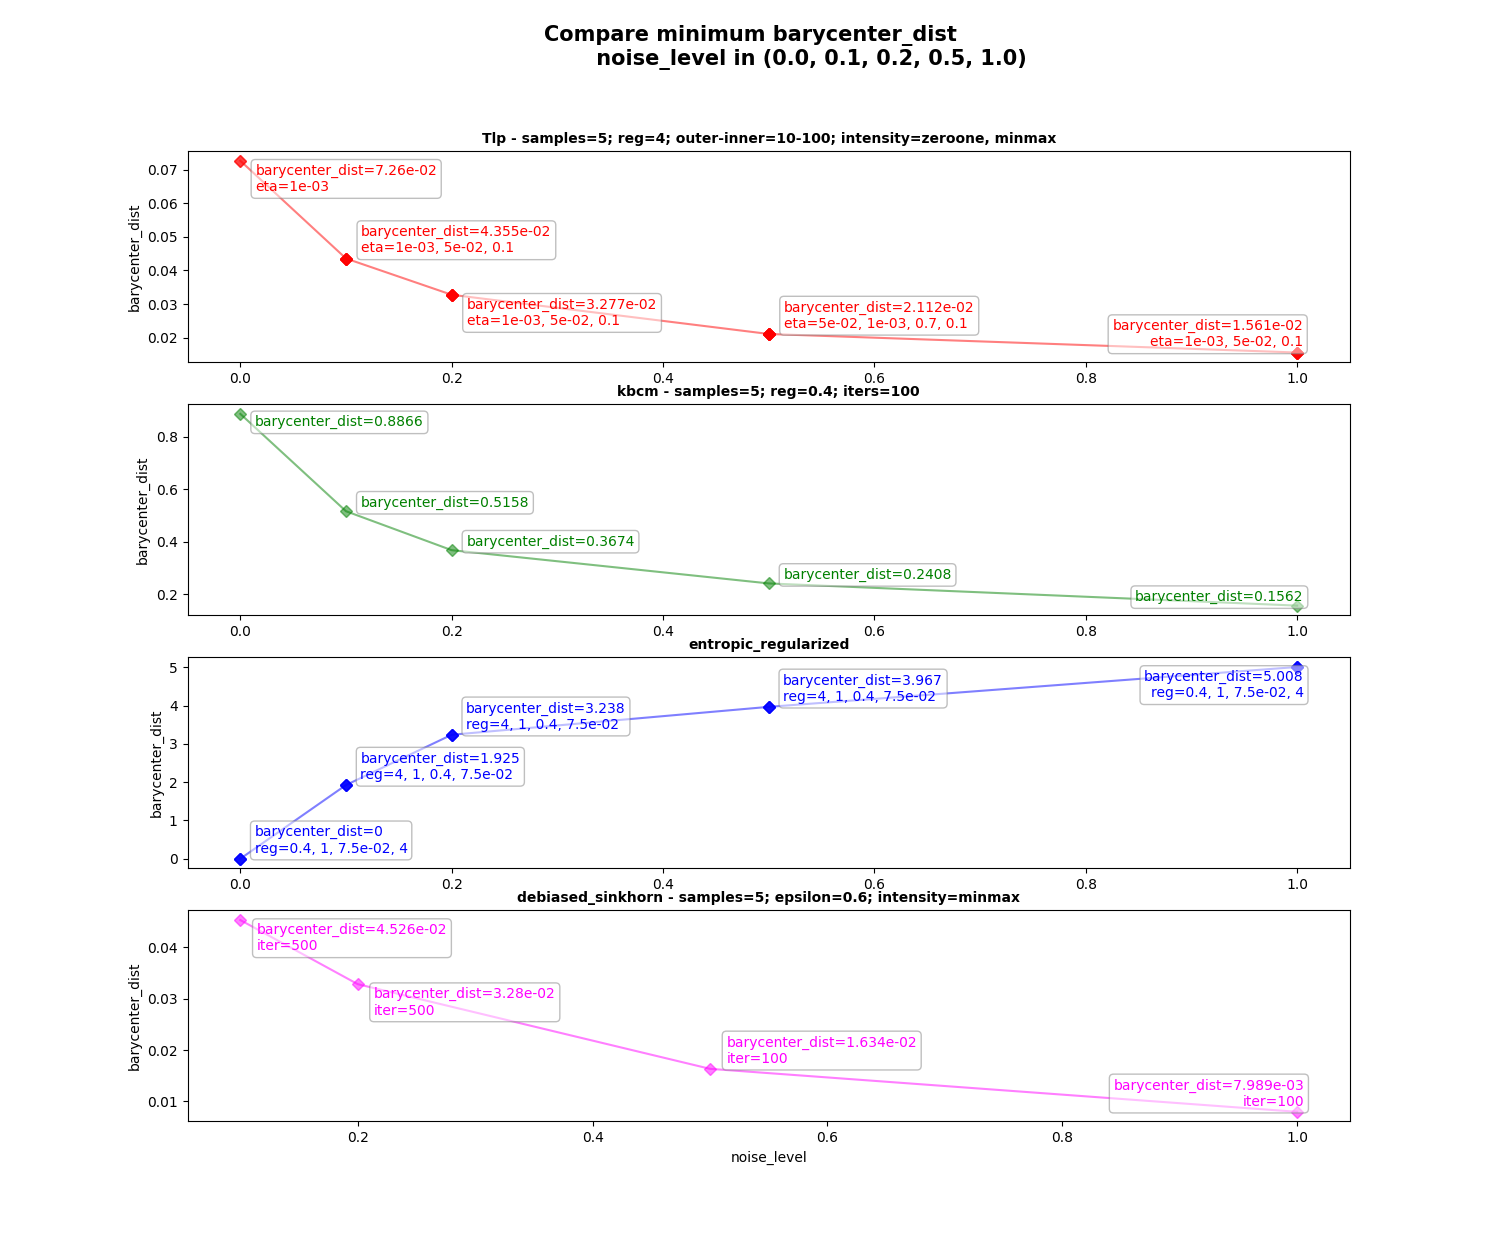 Compare minimum barycenter_dist
noise_level in (0.0, 0.1, 0.2, 0.5, 1.0)
Tlp - samples=5; reg=4; outer-inner=10-100; intensity=zeroone, minmax
barycenter_dist
0.07
0.06
0.05
0.04
0.03
0.02
barycenter_dist=7.26e-02
eta=1e-03
barycenter_dist=4.355e-02
eta=1e-03, 5e-02, 0.1
barycenter_dist=3.277e-02
eta=1e-03, 5e-02, 0.1
barycenter_dist=2.112e-02
eta=5e-02, 1e-03, 0.7, 0.1
barycenter_dist=1.561e-02
eta=1e-03, 5e-02, 0.1
0.0 0.2 0.4 0.6 0.8 1.0
kbcm - samples=5; reg=0.4; iters=100
barycenter_dist
0.8
0.6
0.4
0.2
barycenter_dist=0.8866
barycenter_dist=0.5158
barycenter_dist=0.3674
barycenter_dist=0.2408
barycenter_dist=0.1562
0.0 0.2 0.4 0.6 0.8 1.0
entropic_regularized
barycenter_dist
5
4
3
2
1
0
barycenter_dist=0
reg=0.4, 1, 7.5e-02, 4
barycenter_dist=1.925
reg=4, 1, 0.4, 7.5e-02
barycenter_dist=3.238
reg=4, 1, 0.4, 7.5e-02
barycenter_dist=3.967
reg=4, 1, 0.4, 7.5e-02
barycenter_dist=5.008
reg=0.4, 1, 7.5e-02, 4
0.0 0.2 0.4 0.6 0.8 1.0
debiased_sinkhorn - samples=5; epsilon=0.6; intensity=minmax
barycenter_dist
0.04
0.03
0.02
0.01
barycenter_dist=4.526e-02
iter=500
barycenter_dist=3.28e-02
iter=500
barycenter_dist=1.634e-02
iter=100
barycenter_dist=7.989e-03
iter=100
0.2 0.4 0.6 0.8 1.0
noise_level